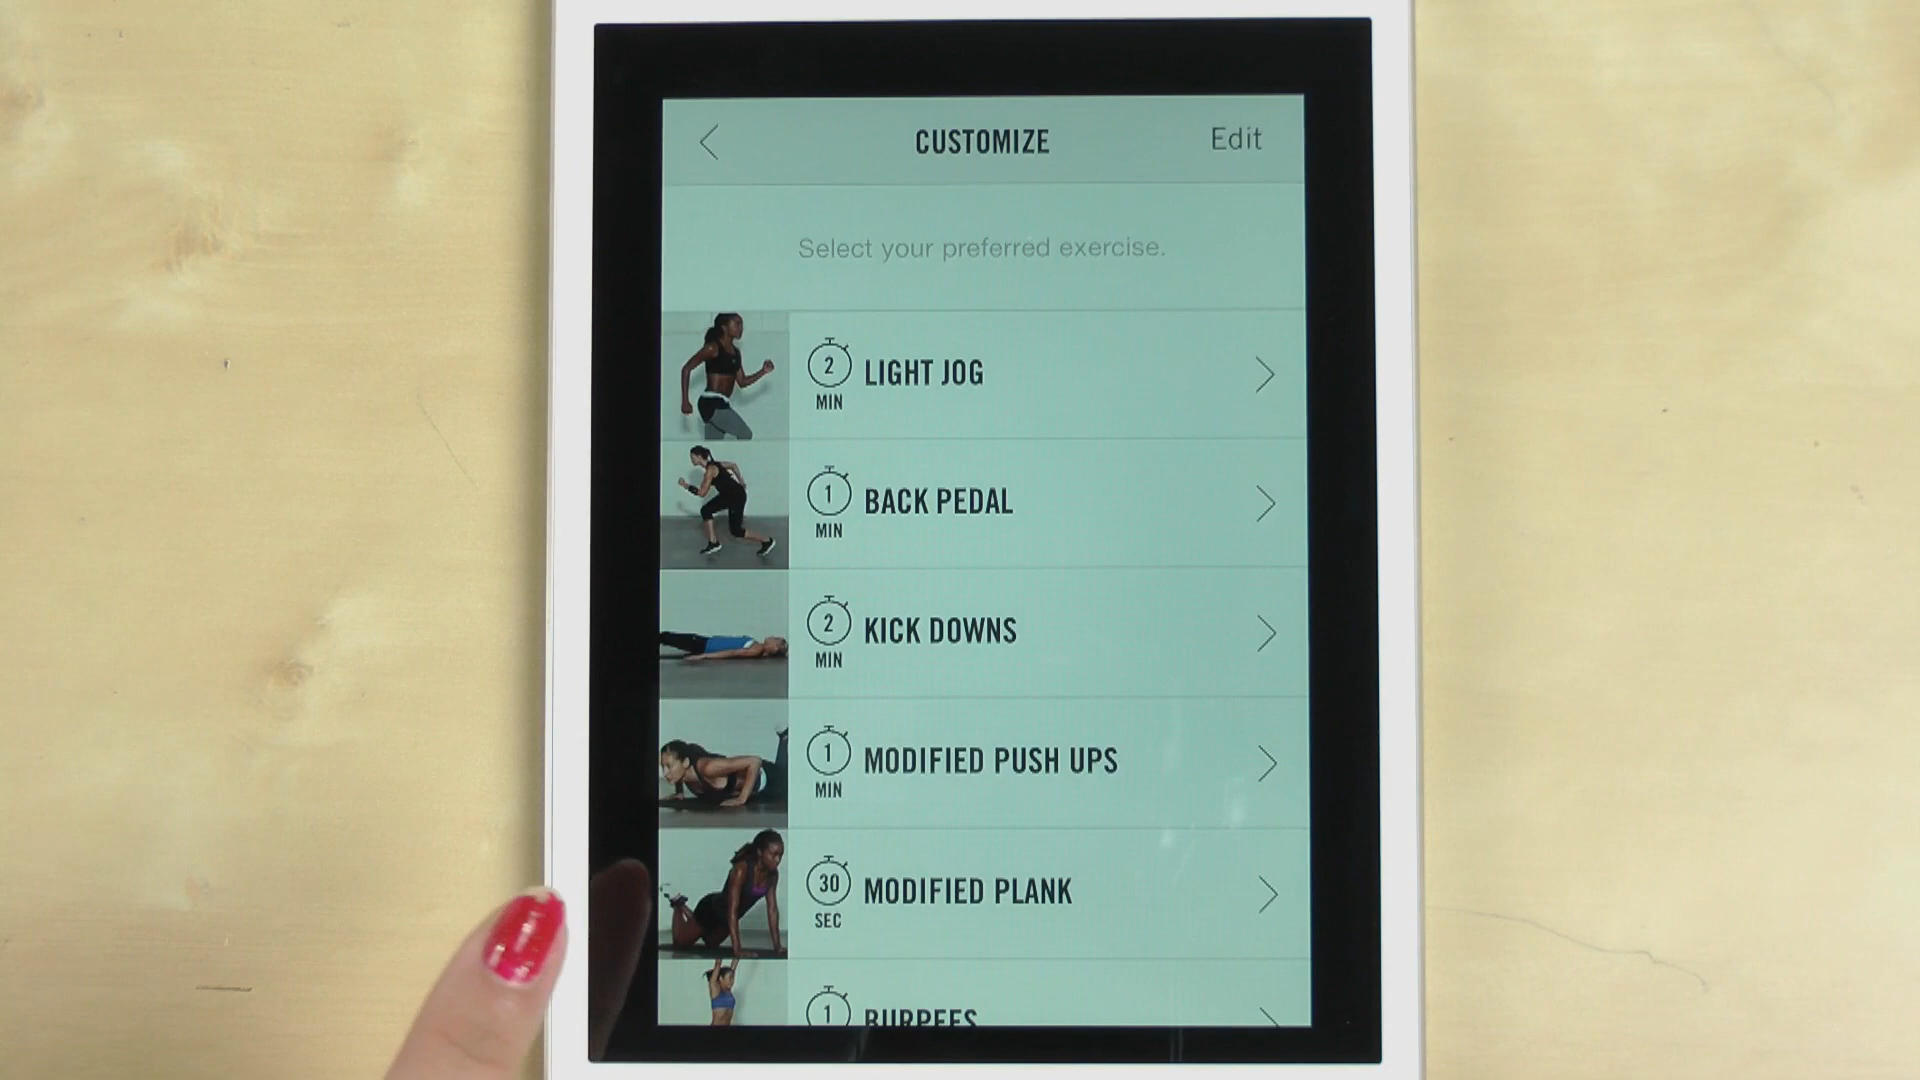 CUSTOMIZE
Edit
Select your preferred exercise.
2 MIN LIGHT JOG
1 MIN BACK PEDAL
2 MIN KICK DOWNS
1 MIN MODIFIED PUSH UPS
30 SEC MODIFIED PLANK
1 BURPEES